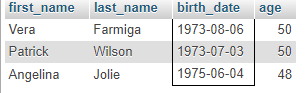 first_name last_name birth_date age
Vera Farmiga 1973-08-06 50
Patrick Wilson 1973-07-03 50
Angelina Jolie 1975-06-04 48